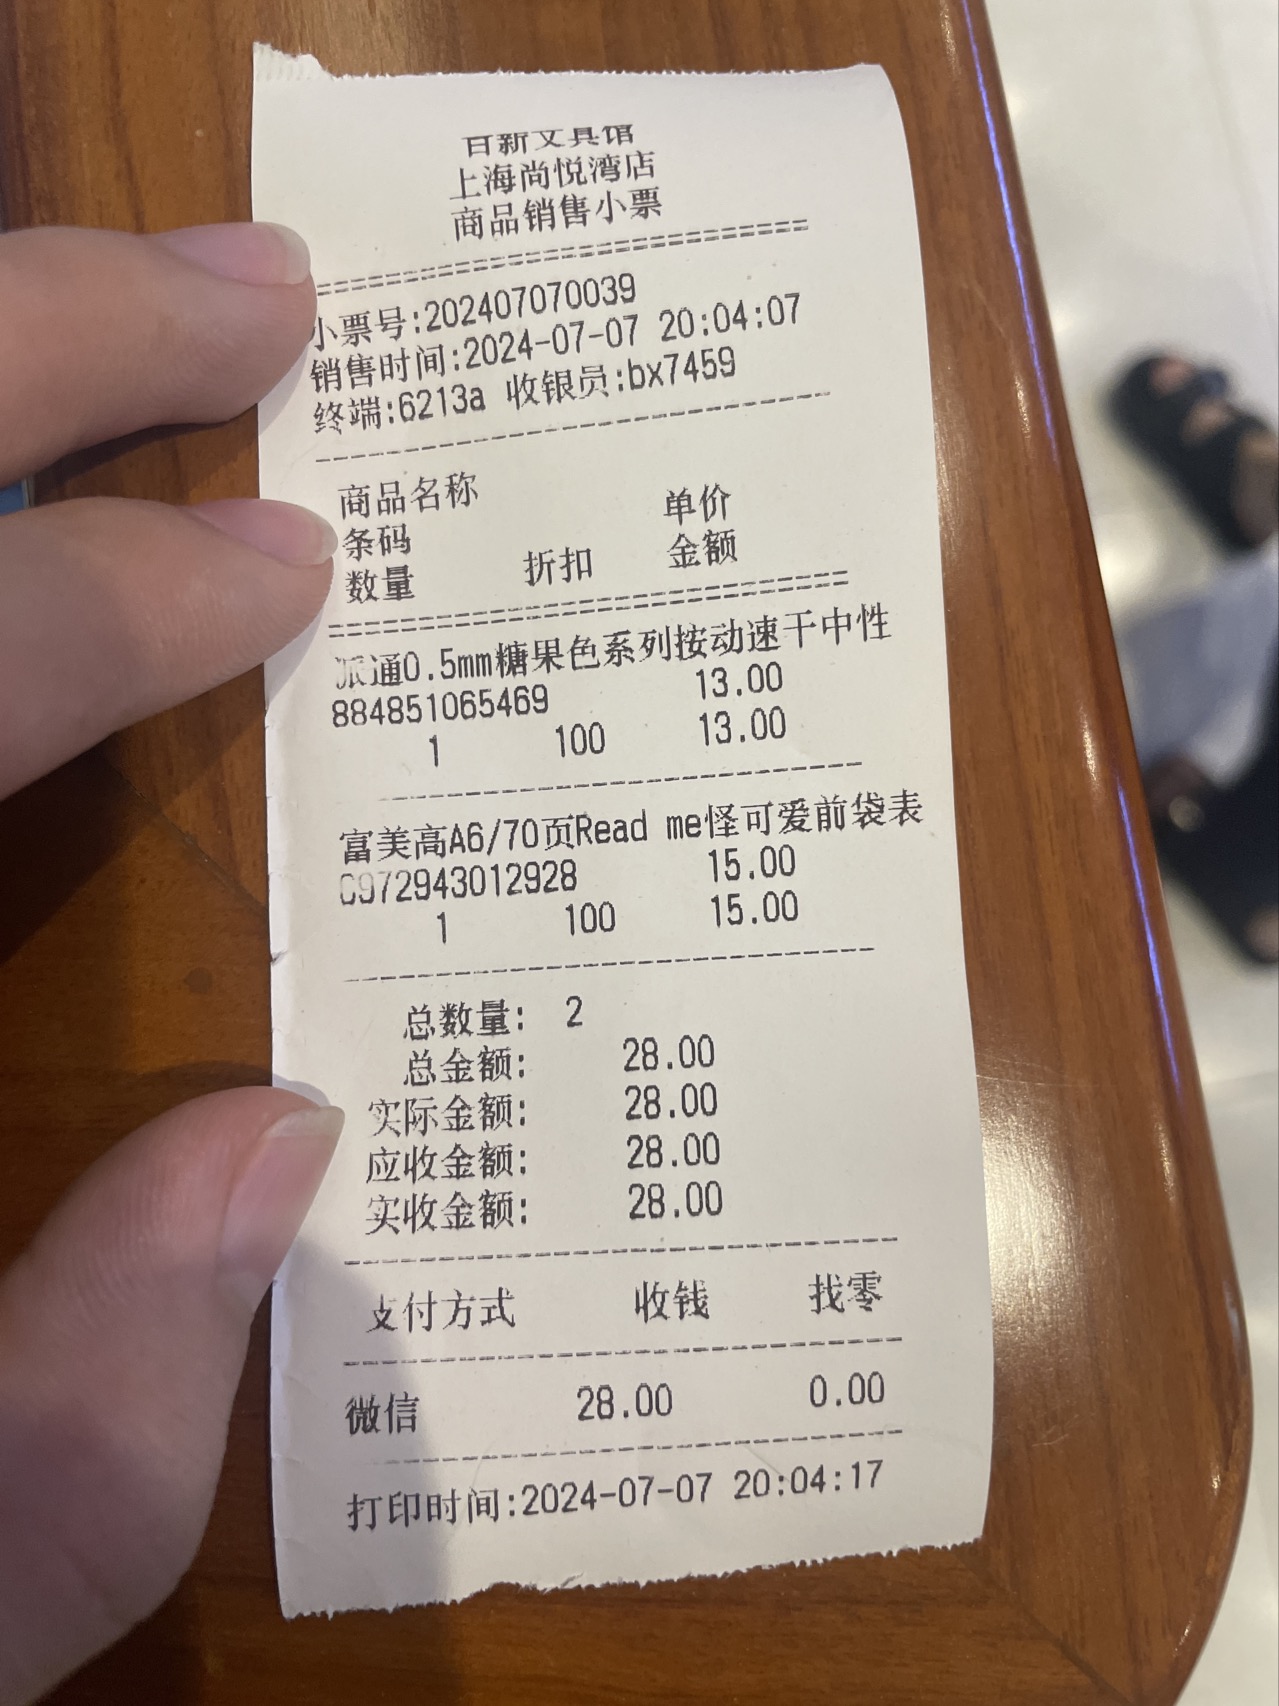 百新文具馆
上海尚悦湾店
商品销售小票
小票号:202407070039
销售时间:2024-07-07 20:04:07
终端:6213a 收银员:bx7459
商品名称
条码 单价
数量 折扣 金额
派通0.5mm糖果色系列按动速干中性
884851065469 13.00
1 100 13.00
富美高A6/70页Read me怪可爱前袋表
C972943012928 15.00
1 100 15.00
总数量: 2
总金额: 28.00
实际金额: 28.00
应收金额: 28.00
实收金额: 28.00
支付方式 收钱 找零
微信 28.00 0.00
打印时间:2024-07-07 20:04:17